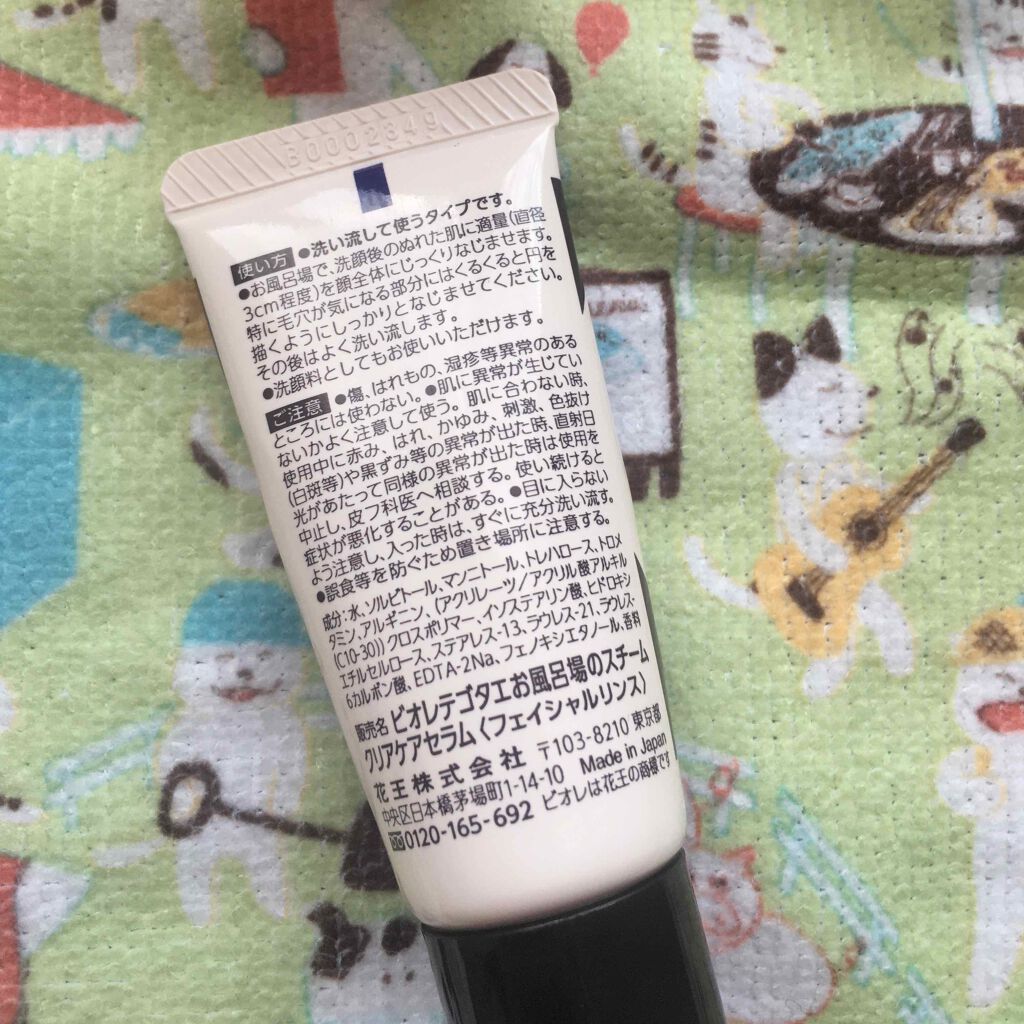 B0002849
使い方 ●洗い流して使うタイプです。
●お風呂場で、洗顔後のぬれた肌に適量(直径
3cm程度)を顔全体にじっくりなじませます。
特に毛穴が気になる部分にはくるくると円を
描くようにしっかりとなじませてください。
その後はよく洗い流します。
●洗顔料としてもお使いいただけます。
ご注意 ●傷、はれもの、湿疹等異常のある
ところには使わない。●肌に異常が生じてい
ないかよく注意して使う。肌に合わない時、
使用中に赤み、はれ、かゆみ、刺激、色抜け
(白斑等)や黒ずみ等の異常が出た時、直射日
光があたって同様の異常が出た時は使用を
中止し、皮フ科医へ相談する。使い続けると
症状が悪化することがある。●目に入らない
よう注意し、入った時は、すぐに充分洗い流す。
●誤食等を防ぐため置き場所に注意する。
成分:水、ソルビトール、マンニトール、トレハロース、トロメ
タミン、アルギニン、(アクリレーツ/アクリル酸アルキル
(C10-30))クロスポリマー、イソステアリン酸、ヒドロキシ
エチルセルロース、ステアレス-13、ラウレス-21、ラウレス-
6カルボン酸、EDTA-2Na、フェノキシエタノール、香料
販売名 ビオレテゴタエお風呂場のスチーム
クリアケアセラム〈フェイシャルリンス〉
花王株式会社 〒103-8210 東京都
中央区日本橋茅場町1-14-10 Made in Japan
0120-165-692 ビオレは花王の商標です